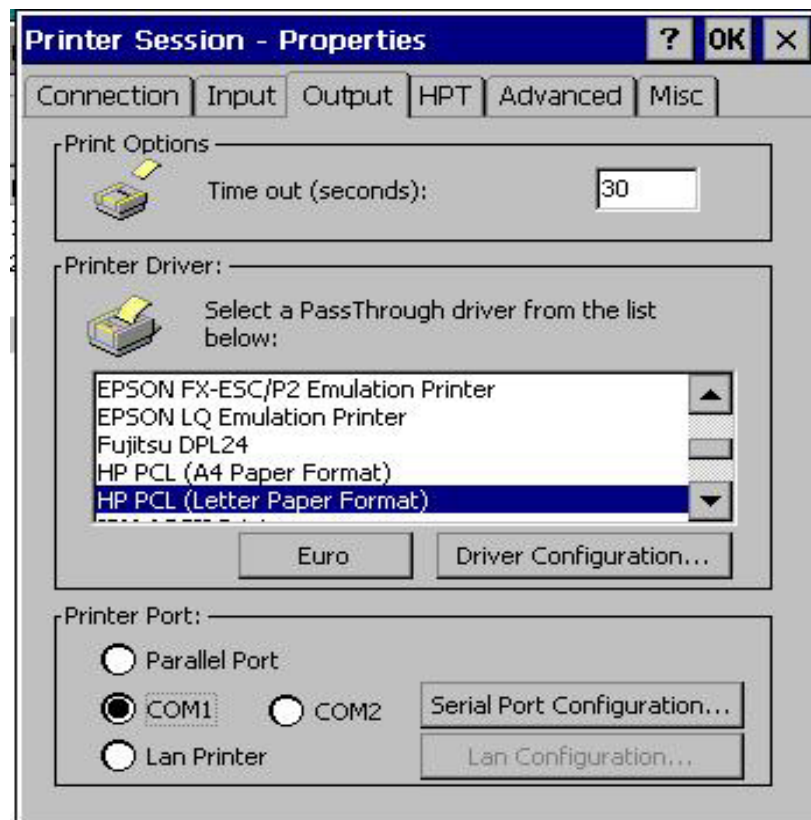 Printer Session - Properties ? OK ×
Connection Input Output HPT Advanced Misc
Print Options
Time out (seconds): 30
Printer Driver:
Select a PassThrough driver from the list
below:
EPSON FX-ESC/P2 Emulation Printer
EPSON LQ Emulation Printer
Fujitsu DPL24
HP PCL (A4 Paper Format)
HP PCL (Letter Paper Format)
Euro Driver Configuration...
Printer Port:
Parallel Port
COM1 COM2 Serial Port Configuration...
Lan Printer Lan Configuration...